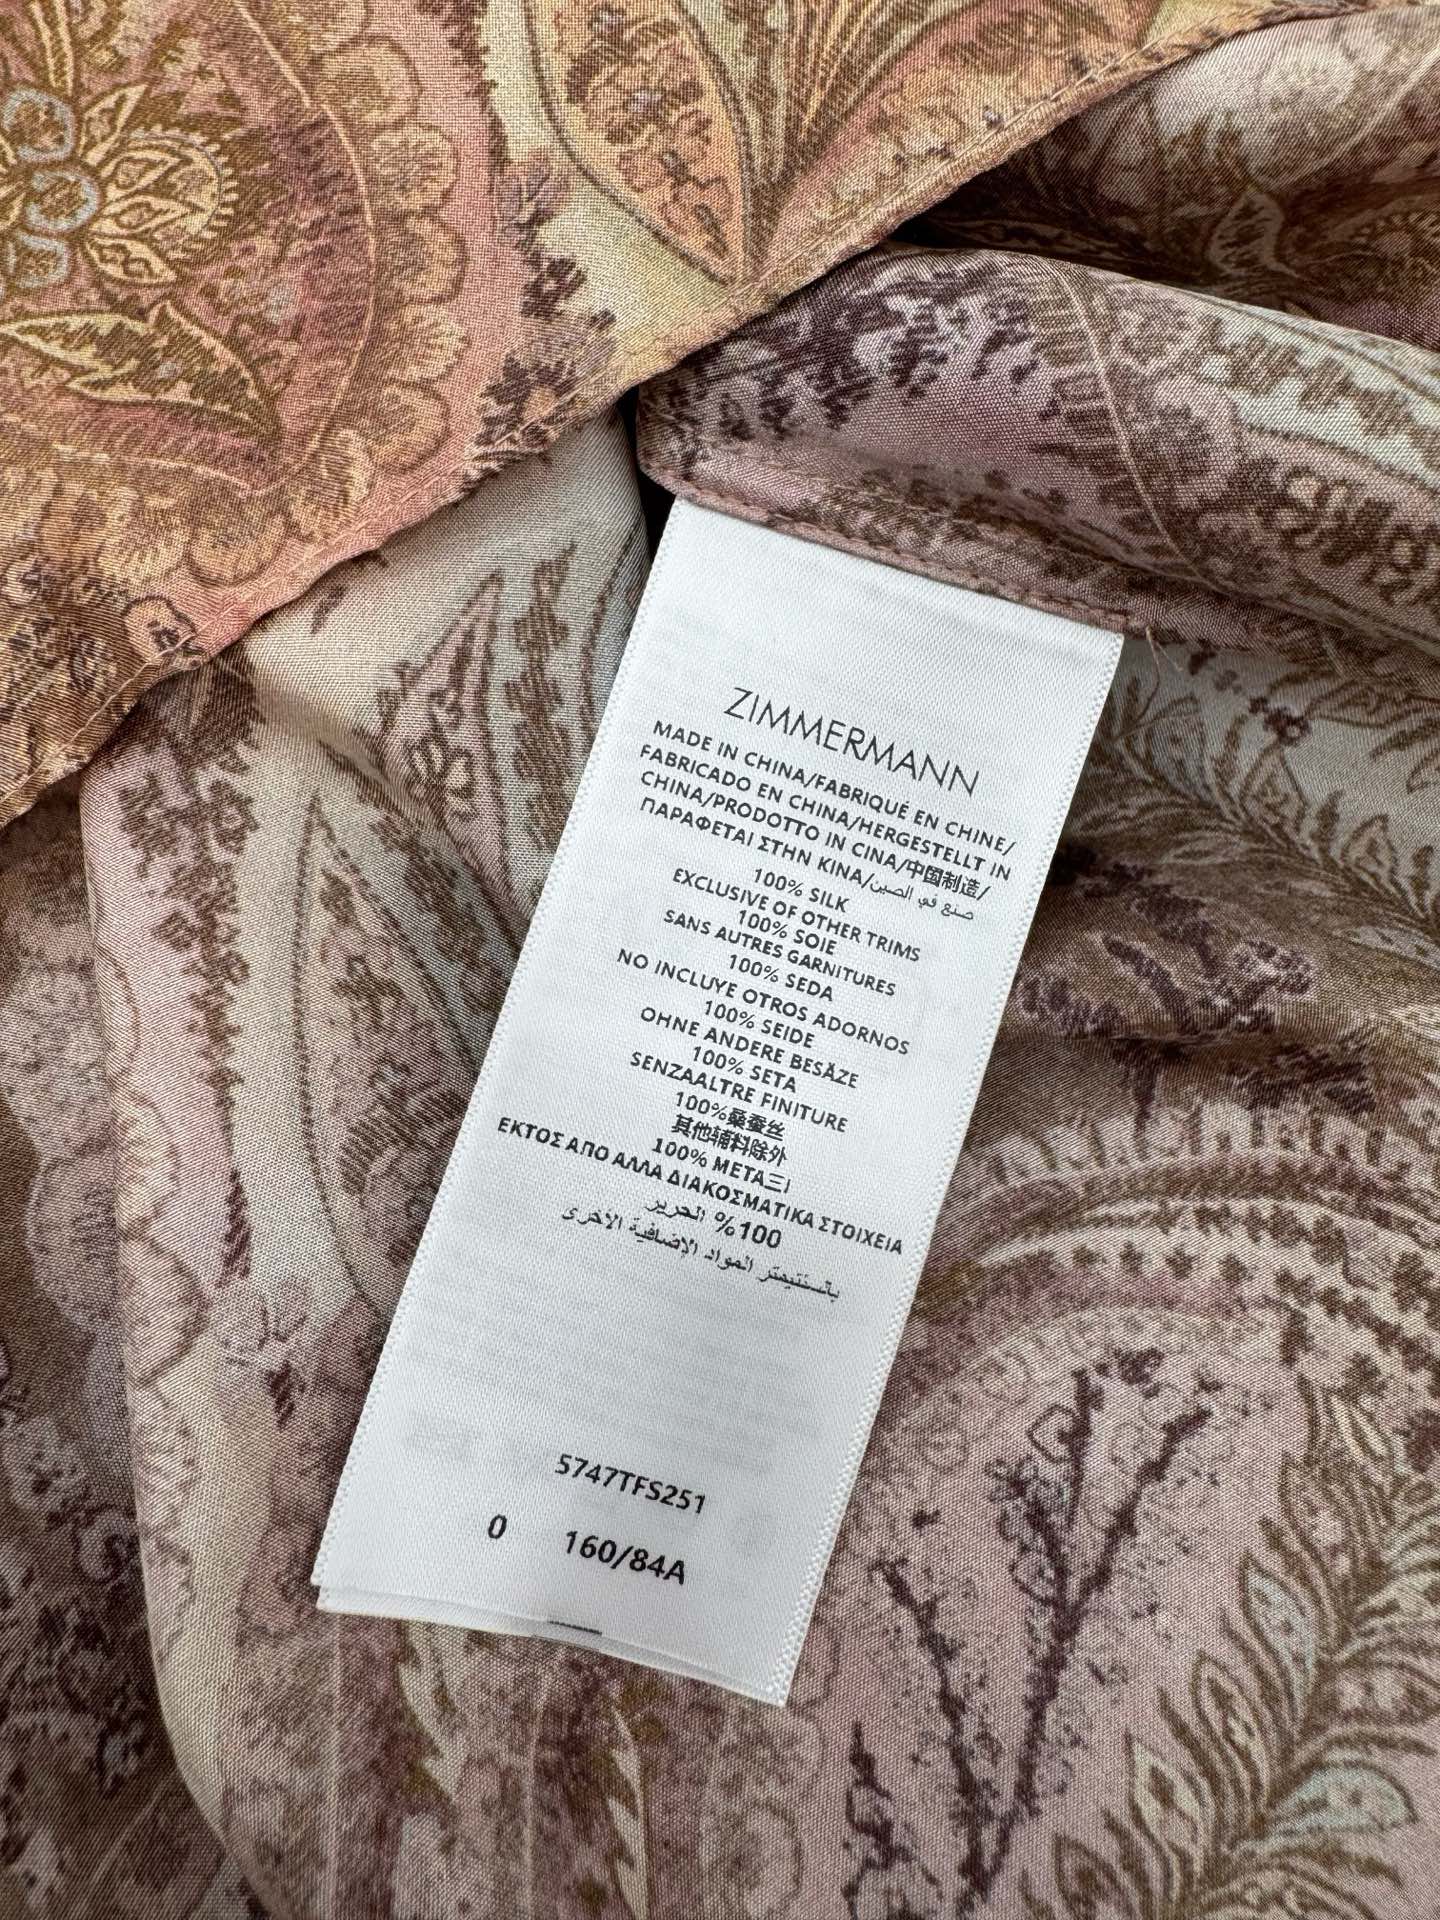 ZIMMERMANN
MADE IN CHINA/FABRIQUÉ EN CHINE/
FABRICADO EN CHINA/HERGESTELLT IN
CHINA/PRODOTTO IN CINA/中国制造/
ΠΑΡΑΦΕΤΑΙ ΣΤΗΝ ΚΙΝΑ/صنع في الصين
100% SILK
EXCLUSIVE OF OTHER TRIMS
100% SOIE
SANS AUTRES GARNITURES
100% SEDA
NO INCLUYE OTROS ADORNOS
100% SEIDE
OHNE ANDERE BESÄZE
100% SETA
SENZAALTRE FINITURE
100%桑蚕丝
其他辅料除外
100% ΜΕΤΑΞΙ
ΕΚΤΟΣ ΑΠΟ ΑΛΛΑ ΔΙΑΚΟΣΜΑΤΙΚΑ ΣΤΟΙΧΕΙΑ
100% الحرير
بالسنتيمتر المواد الإضافية الأخرى
5747TFS251
0 160/84A